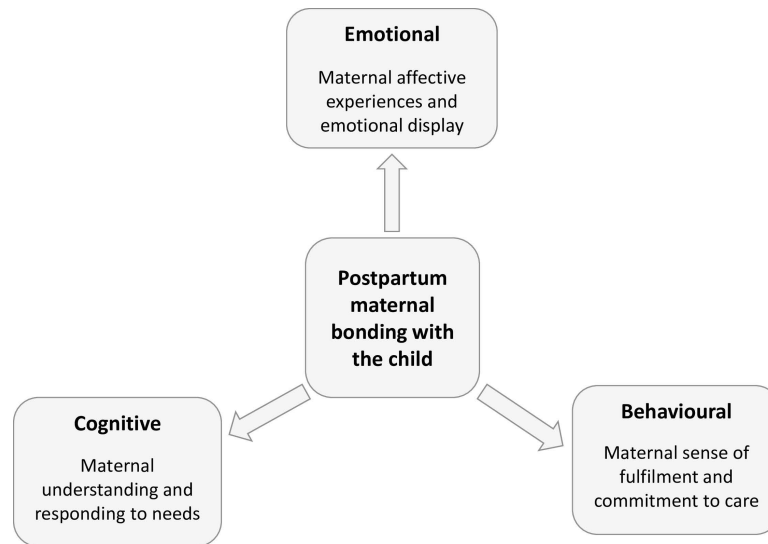 Emotional
Maternal affective
experiences and
emotional display
Postpartum
maternal
bonding with
the child
Cognitive
Maternal
understanding and
responding to needs
Behavioural
Maternal sense of
fulfilment and
commitment to care